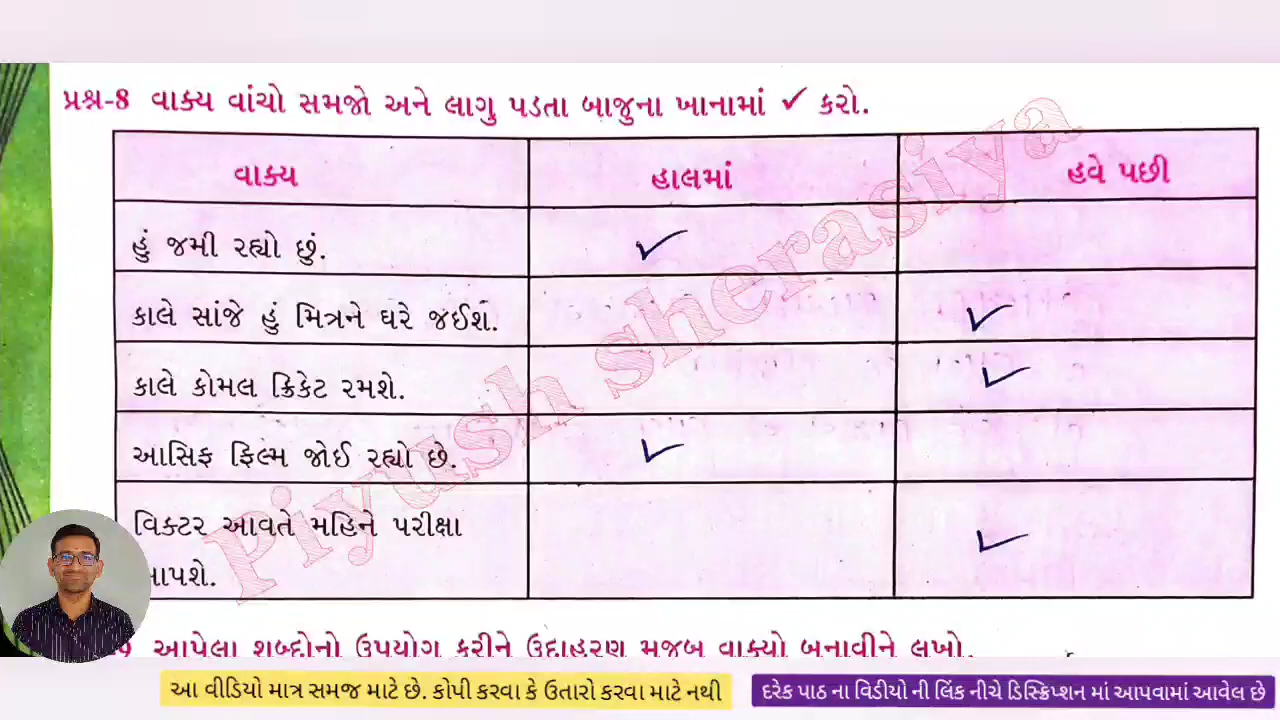 પ્રશ્ન-8 વાક્ય વાંચો સમજો અને લાગુ પડતા બાજુના ખાનામાં ✓ કરો.
વાક્ય હાલમાં હવે પછી
હું જમી રહ્યો છું. ✓
કાલે સાંજે હું મિત્રને ઘરે જઈશે. ✓
કાલે કોમલ ક્રિકેટ રમશે. ✓
આસિફ ફિલ્મ જોઈ રહ્યો છે. ✓
વિક્ટર આવતે મહિને પરીક્ષા ✓
આપશે.
9 આપેલા શબ્દોનો ઉપયોગ કરીને ઉદાહરણ મુજબ વાક્યો બનાવીને લખો.
Piyush sherasiya
આ વીડિયો માત્ર સમજ માટે છે. કોપી કરવા કે ઉતારો કરવા માટે નથી
દરેક પાઠ ના વિડીયો ની લિંક નીચે ડિસ્ક્રિપ્શન માં આપવામાં આવેલ છે